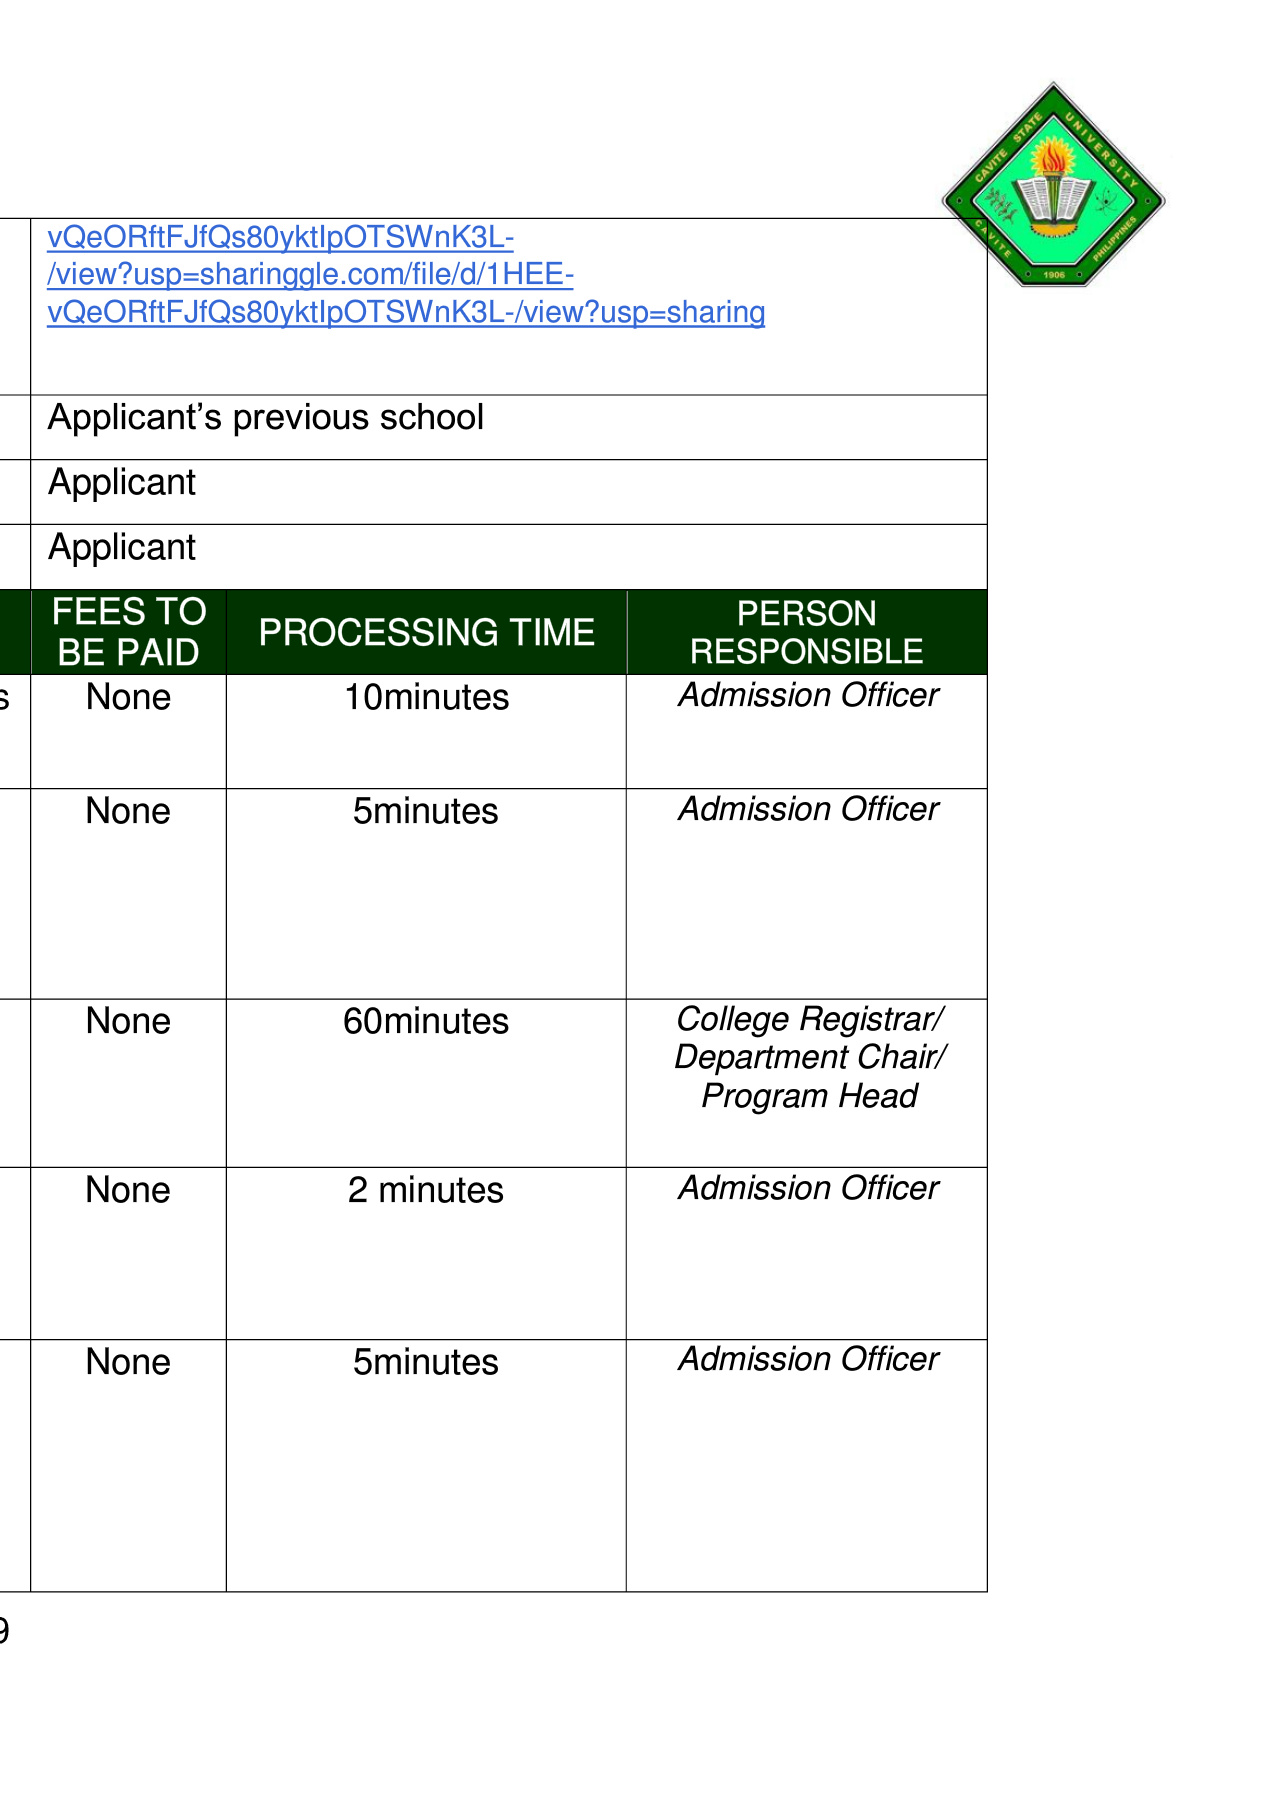 CAVITE STATE UNIVERSITY
CAVITE 1906 PHILIPPINES
vQeORftFJfQs80yktIpOTSWnK3L-
/view?usp=sharinggle.com/file/d/1HEE-
vQeORftFJfQs80yktIpOTSWnK3L-/view?usp=sharing
Applicant’s previous school
Applicant
Applicant
FEES TO
BE PAID
PROCESSING TIME
PERSON
RESPONSIBLE
s
None
10minutes
Admission Officer
None
5minutes
Admission Officer
None
60minutes
College Registrar/
Department Chair/
Program Head
None
2 minutes
Admission Officer
None
5minutes
Admission Officer
9